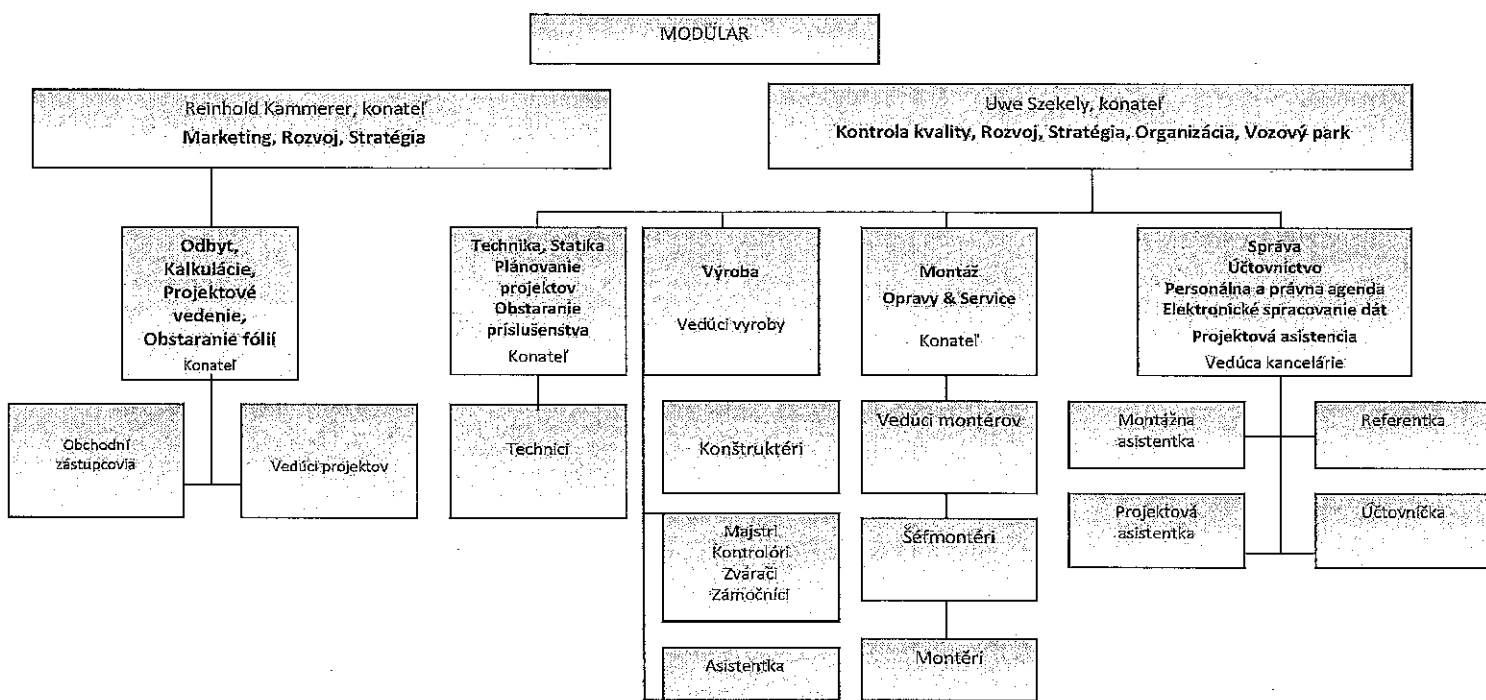 MODÜLAR
Reinhold Kammerer, konateľ
Marketing, Rozvoj, Stratégia
Uwe Szekely, konateľ
Kontrola kvality, Rozvoj, Stratégia, Organizácia, Vozový park
Odbyt,
Kalkulácie,
Projektové
vedenie,
Obstaranie fólií
Konateľ
Technika, Statika
Plánovanie
projektov
Obstaranie
príslušenstva
Konateľ
Výroba
Vedúci vyroby
Montáž
Opravy & Service
Konateľ
Správa
Účtovníctvo
Personálna a právna agenda
Elektronické spracovanie dát
Projektová asistencia
Vedúca kancelárie
Obchodní
zástupcovia
Vedúci projektov
Technici
Konštruktéri
Majstri
Kontrolóri
Zvárači
Zámočníci
Asistentka
Vedúci montérov
Šéfmontéri
Montéri
Montážna
asistentka
Referentka
Projektová
asistentka
Účtovníčka